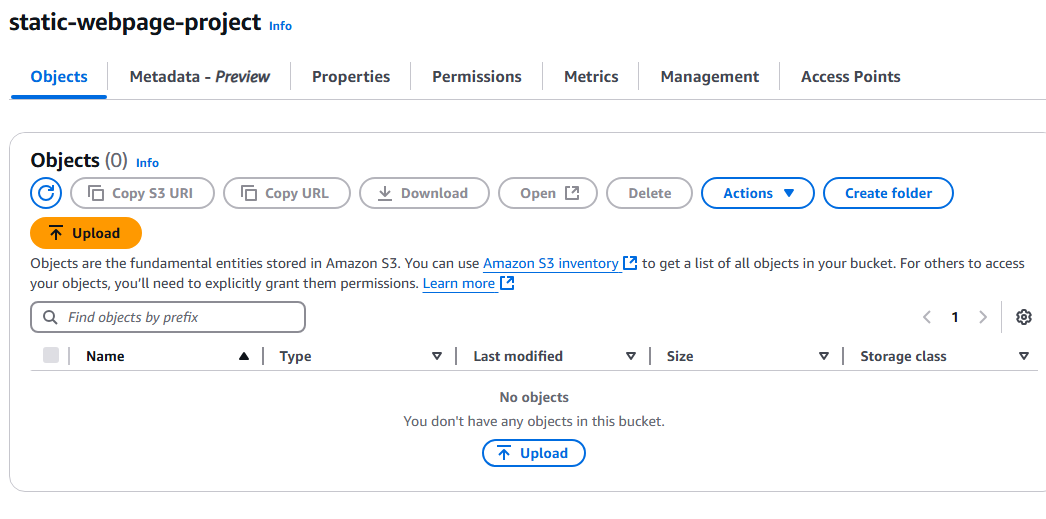 static-webpage-project Info
Objects Metadata - Preview Properties Permissions Metrics Management Access Points
Objects (0) Info
Copy S3 URI Copy URL Download Open Delete Actions Create folder
Upload
Objects are the fundamental entities stored in Amazon S3. You can use Amazon S3 inventory to get a list of all objects in your bucket. For others to access
your objects, you'll need to explicitly grant them permissions. Learn more
Find objects by prefix 1
Name Type Last modified Size Storage class
No objects
You don't have any objects in this bucket.
Upload